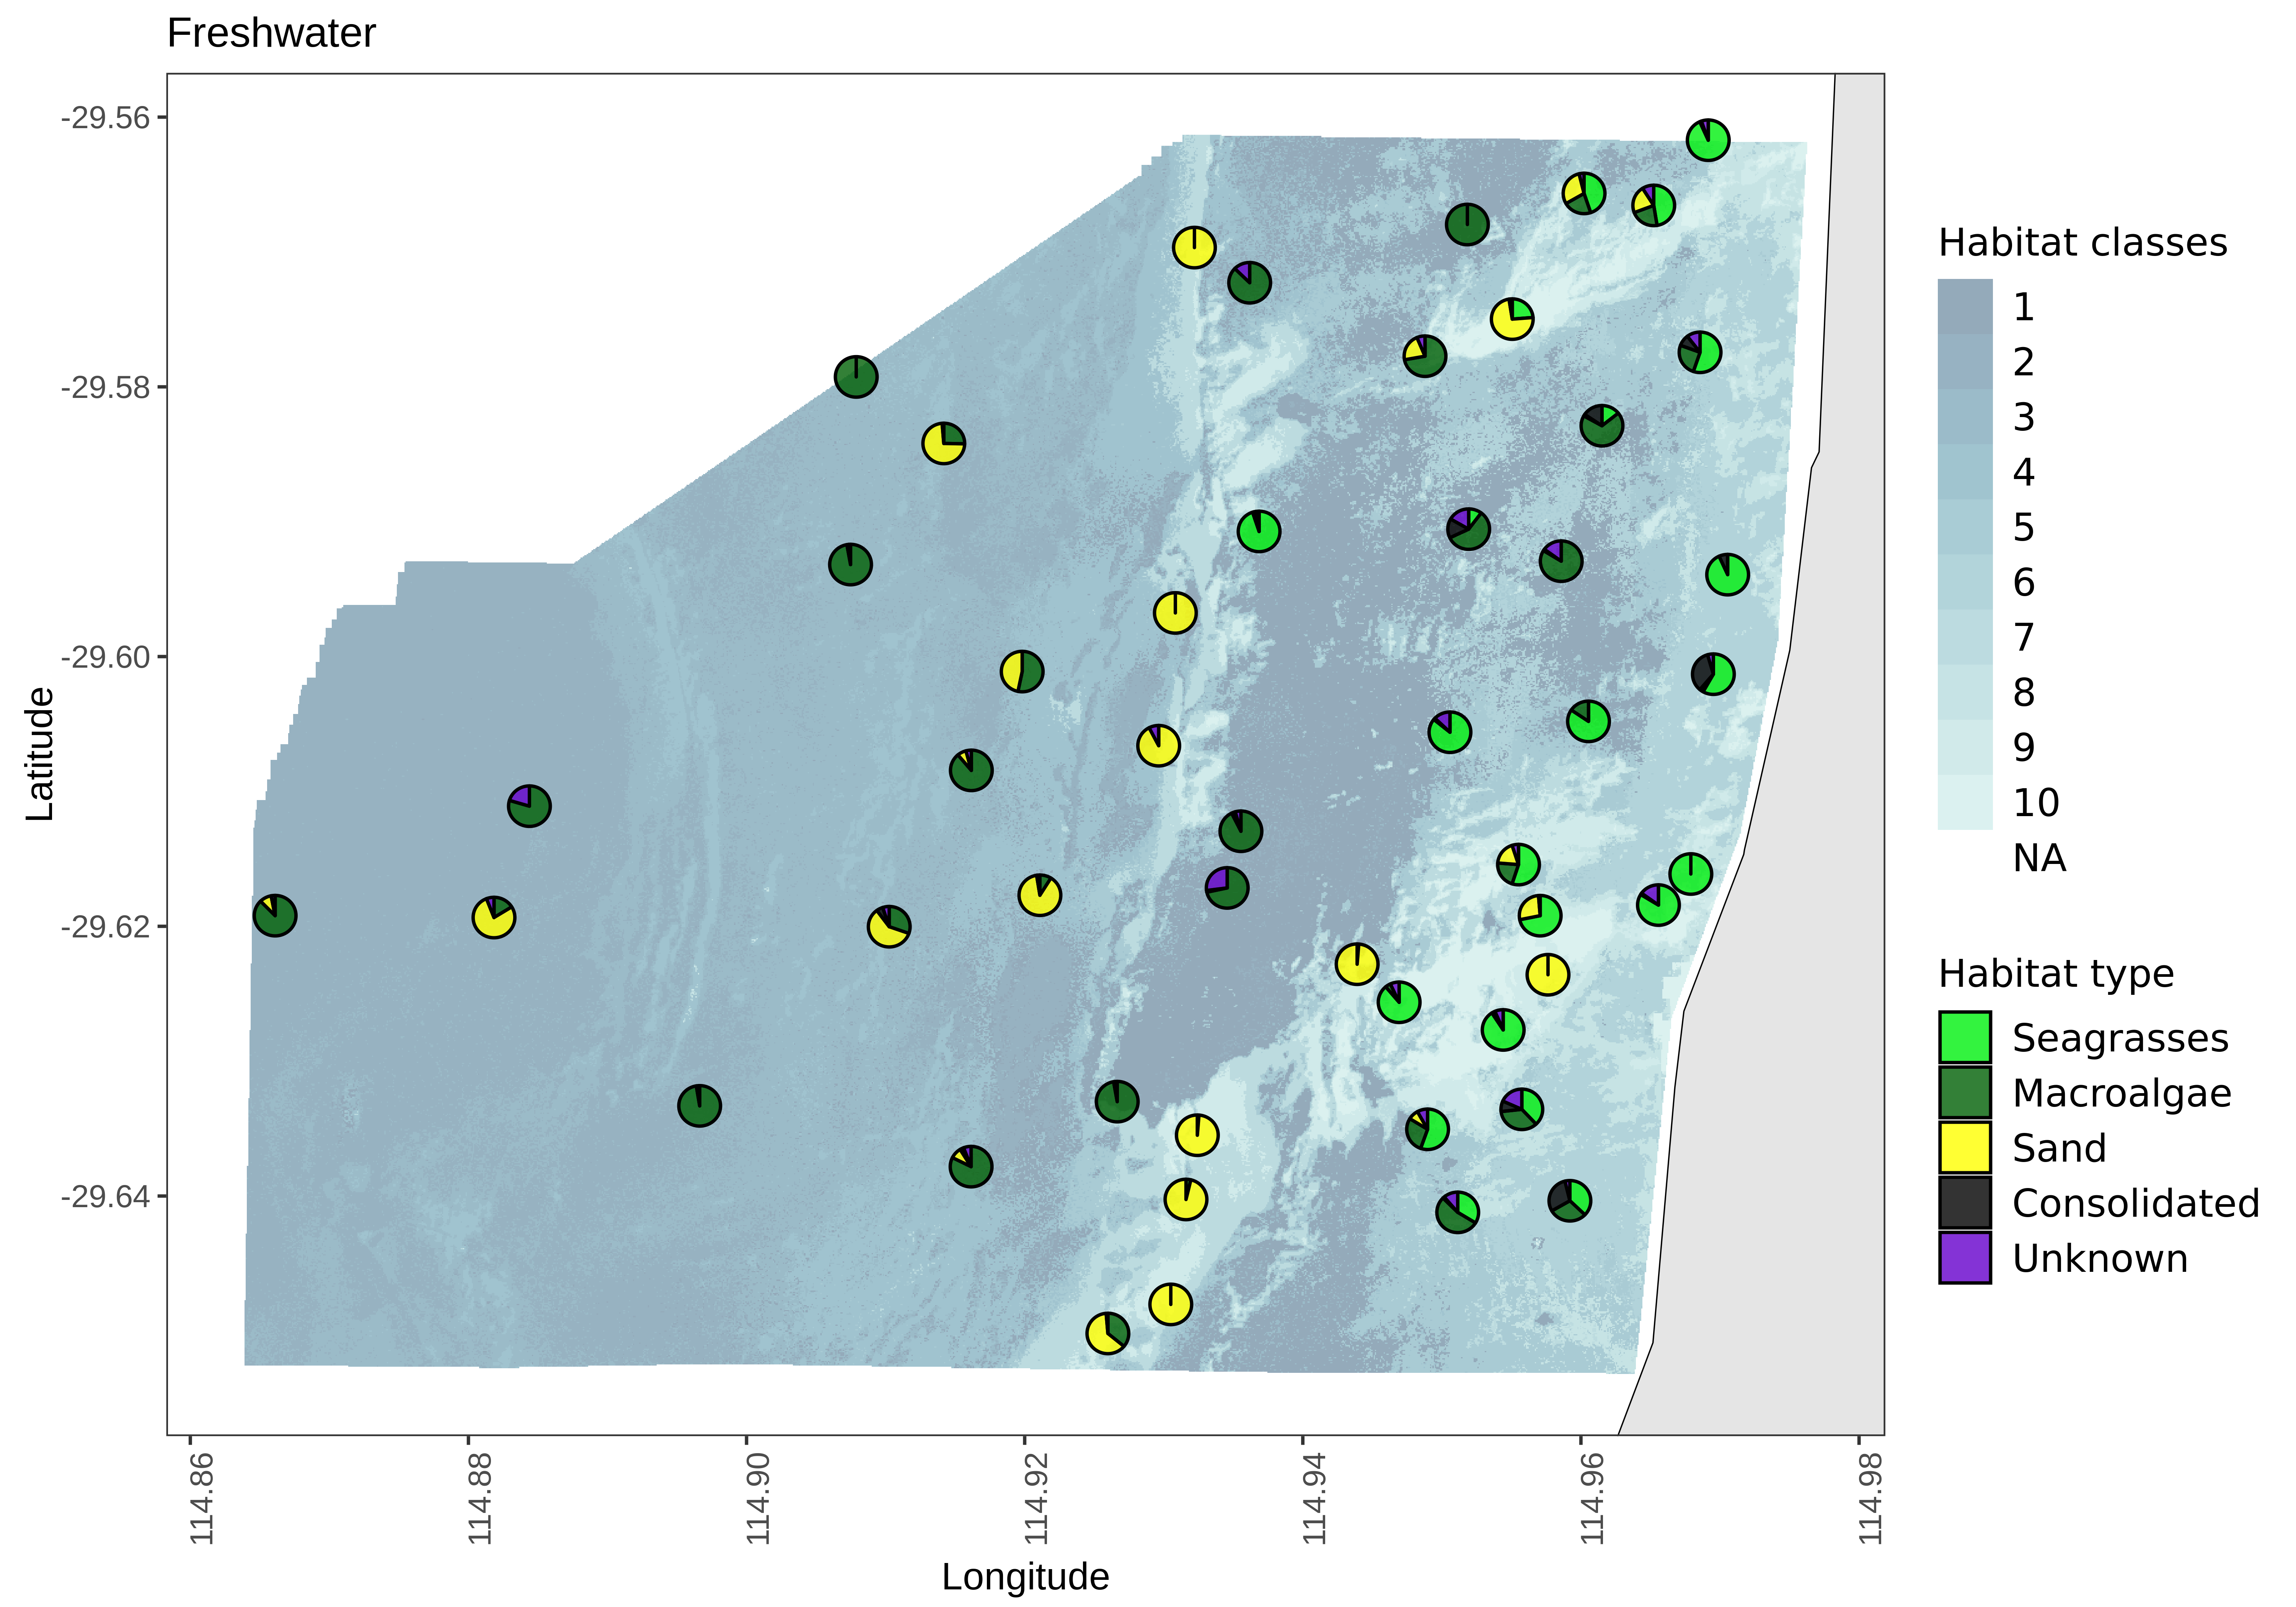 Freshwater
-29.56
-29.58
-29.60
-29.62
-29.64
Latitude
114.86
114.88
114.90
114.92
114.94
114.96
114.98
Longitude
Habitat classes
1
2
3
4
5
6
7
8
9
10
NA
Habitat type
Seagrasses
Macroalgae
Sand
Consolidated
Unknown